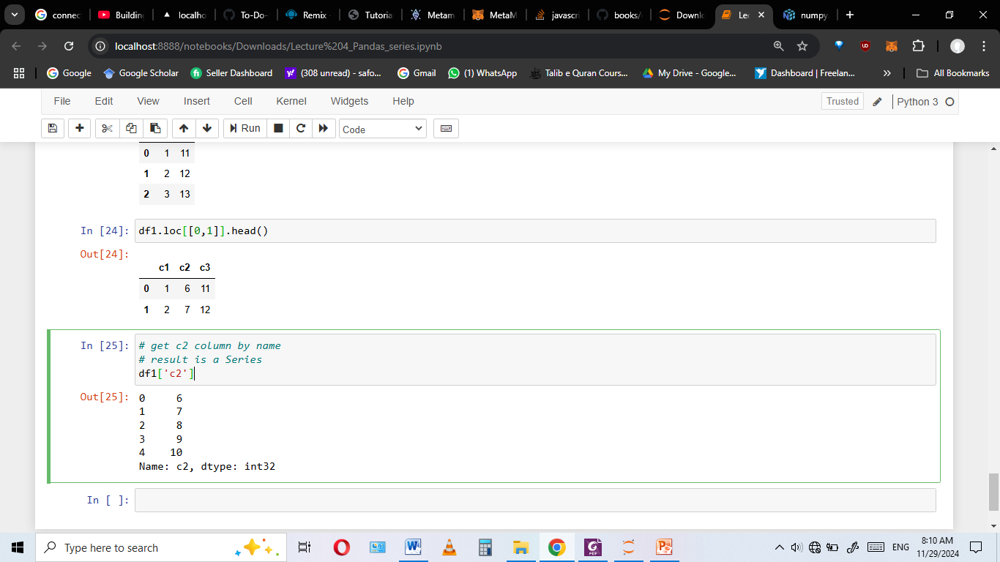 connec
Building
localho
To-Do-
Remix
Tutoria
Metam
MetaM
javascri
books/
Downlo
Lec
numpy.
localhost:8888/notebooks/Downloads/Lecture%204_Pandas_series.ipynb
Google
Google Scholar
Seller Dashboard
(308 unread) - safo...
Gmail
(1) WhatsApp
Talib e Quran Cours...
My Drive - Google...
Dashboard | Freelan...
»
All Bookmarks
File Edit View Insert Cell Kernel Widgets Help
Trusted
Python 3
Run
Code
0 1 11
1 2 12
2 3 13
In [24]: df1.loc[[0,1]].head()
Out[24]:
c1 c2 c3
0 1 6 11
1 2 7 12
In [25]: # get c2 column by name
# result is a Series
df1['c2']
Out[25]: 0 6
1 7
2 8
3 9
4 10
Name: c2, dtype: int32
In [ ]:
Type here to search
ENG
8:10 AM
11/29/2024